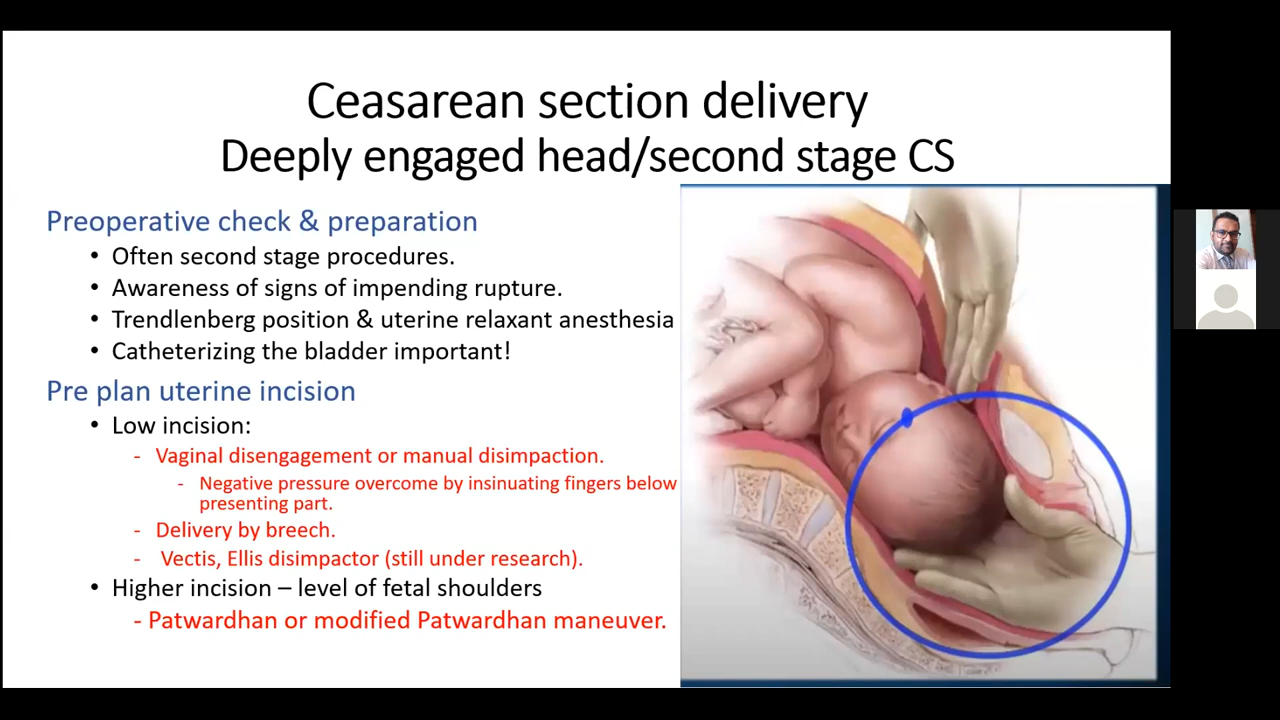 Ceasarean section delivery
Deeply engaged head/second stage CS
Preoperative check & preparation
• Often second stage procedures.
• Awareness of signs of impending rupture.
• Trendlenberg position & uterine relaxant anesthesia
• Catheterizing the bladder important!
Pre plan uterine incision
• Low incision:
- Vaginal disengagement or manual disimpaction.
- Negative pressure overcome by insinuating fingers below
presenting part.
- Delivery by breech.
- Vectis, Ellis disimpactor (still under research).
• Higher incision – level of fetal shoulders
- Patwardhan or modified Patwardhan maneuver.